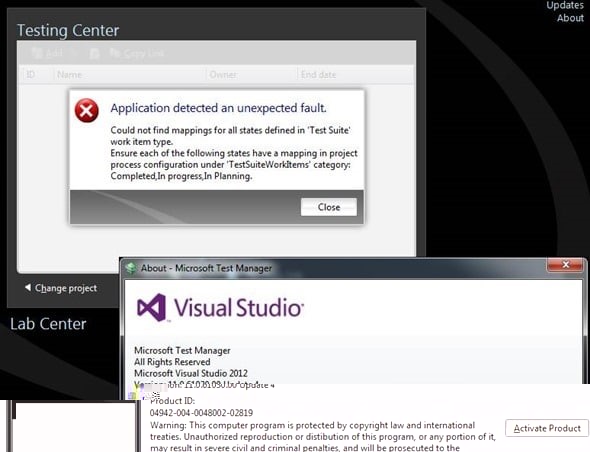 Updates
About
Testing Center
Add
Copy Link
ID Name Owner End date
Application detected an unexpected fault.
Could not find mappings for all states defined in 'Test Suite'
work item type.
Ensure each of the following states have a mapping in project
process configuration under 'TestSuiteWorkItems' category:
Completed,In progress,In Planning.
Close
About - Microsoft Test Manager
Visual Studio
Change project
Lab Center
Microsoft Test Manager
All Rights Reserved
Microsoft Visual Studio 2012
Product ID:
04942-004-0048002-02819
Activate Product
Warning: This computer program is protected by copyright law and international
treaties. Unauthorized reproduction or distibution of this program, or any portion of it,
may result in severe civil and criminal penalties, and will be prosecuted to the